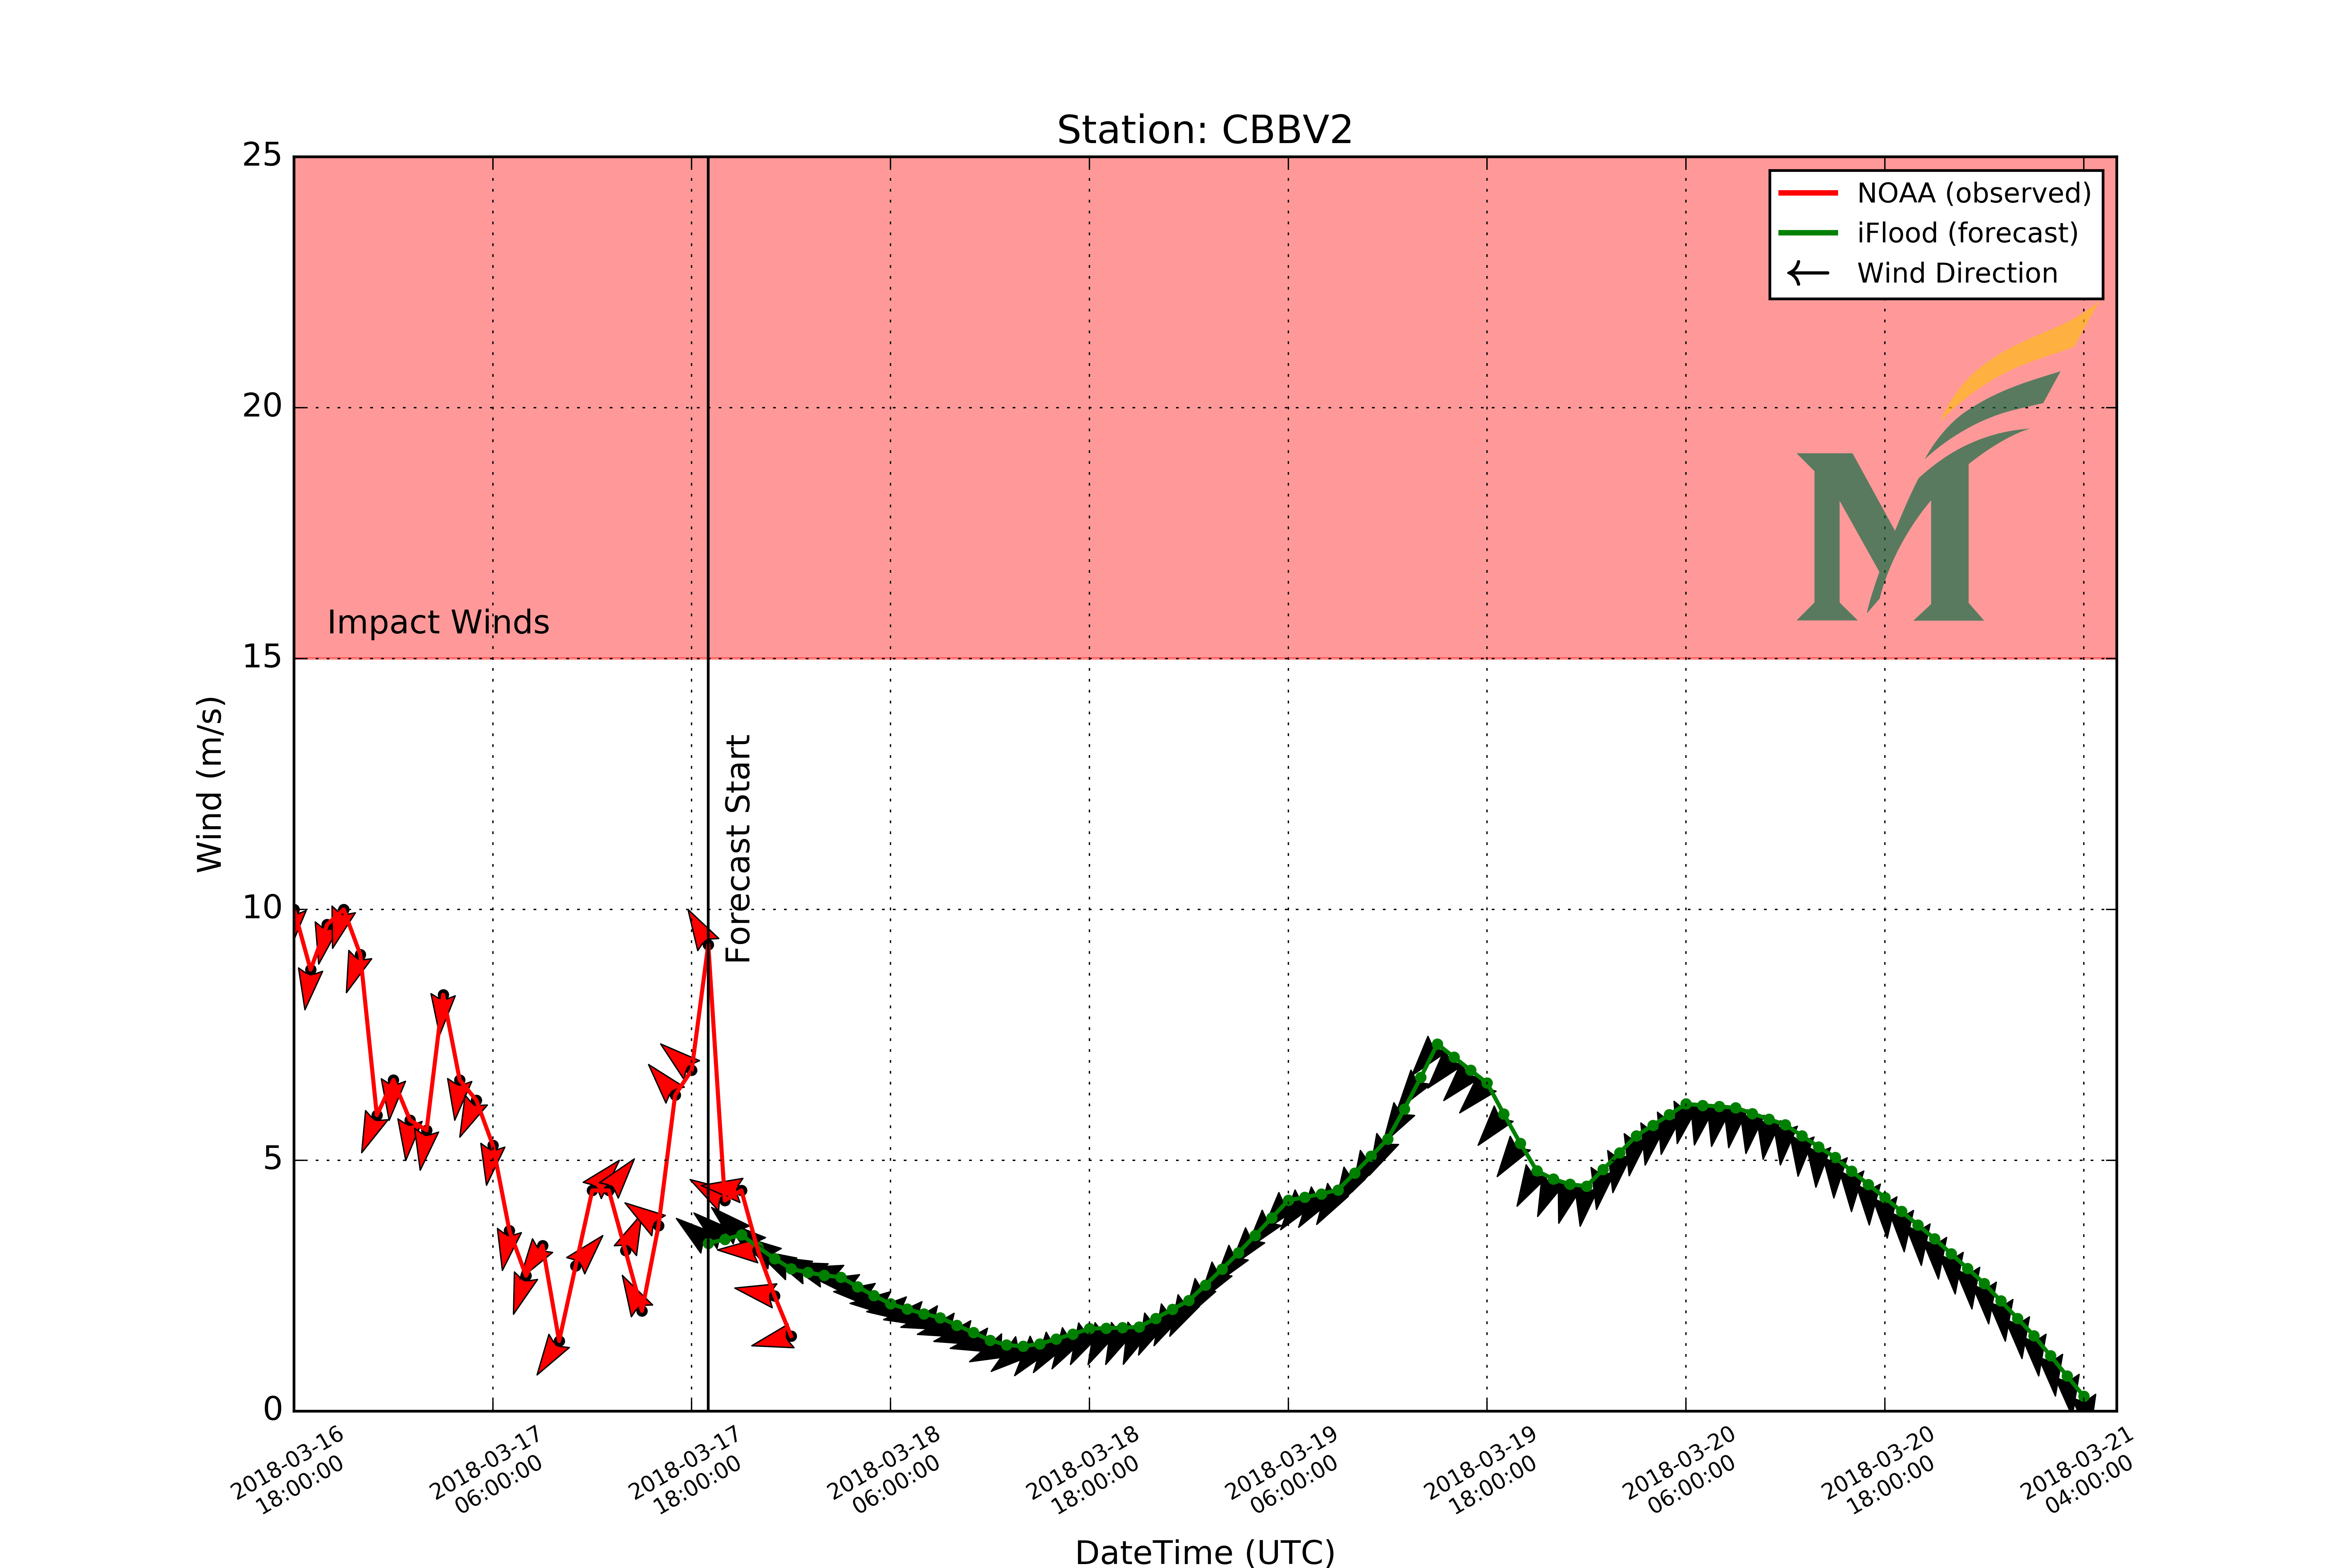 Station: CBBV2
25
20
15
10
5
0
Wind (m/s)
NOAA (observed)
iFlood (forecast)
Wind Direction
Impact Winds
Forecast Start
M
2018-03-16
18:00:00
2018-03-17
06:00:00
2018-03-17
18:00:00
2018-03-18
06:00:00
2018-03-18
18:00:00
2018-03-19
06:00:00
2018-03-19
18:00:00
2018-03-20
06:00:00
2018-03-20
18:00:00
2018-03-21
04:00:00
DateTime (UTC)